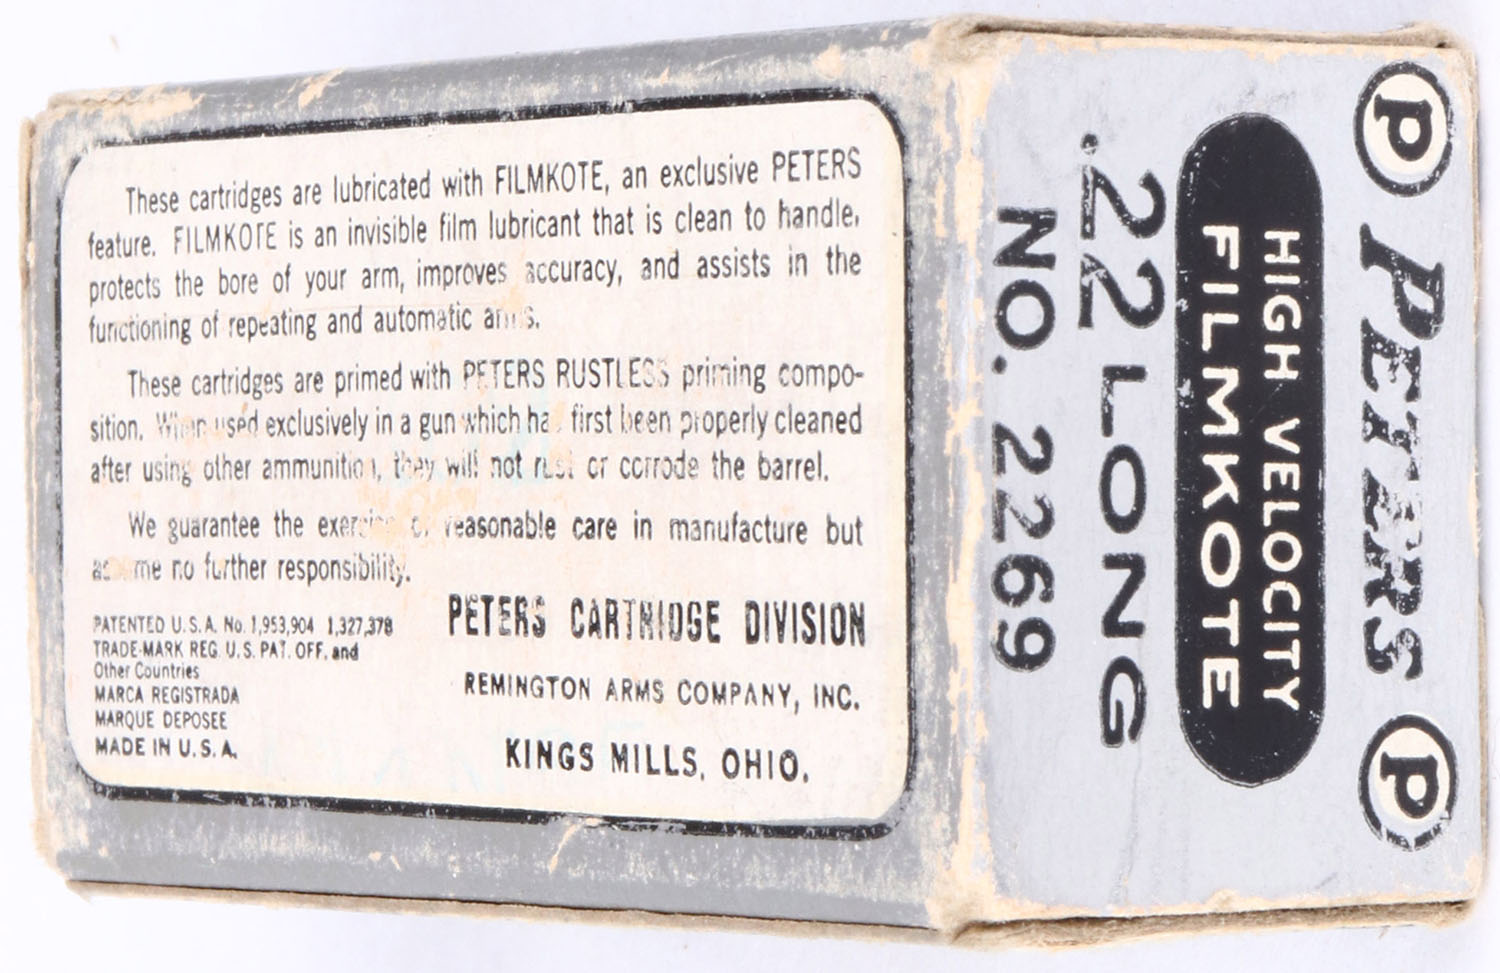 These cartridges are lubricated with FILMKOTE, an exclusive PETERS
feature. FILMKOTE is an invisible film lubricant that is clean to handle,
protects the bore of your arm, improves accuracy, and assists in the
functioning of repeating and automatic arms.
These cartridges are primed with PETERS RUSTLESS priming compo-
sition. When used exclusively in a gun which has first been properly cleaned
after using other ammunition, they will not rust or corrode the barrel.
We guarantee the exercise of reasonable care in manufacture but
assume no further responsibility.
PATENTED U.S.A. No. 1,953,904 1,327,378
TRADE-MARK REG. U.S. PAT. OFF. and
Other Countries
MARCA REGISTRADA
MARQUE DEPOSEE
MADE IN U.S.A.
PETERS CARTRIDGE DIVISION
REMINGTON ARMS COMPANY, INC.
KINGS MILLS, OHIO.
P PETERS P
HIGH VELOCITY
FILMKOTE
.22 LONG
NO. 2269